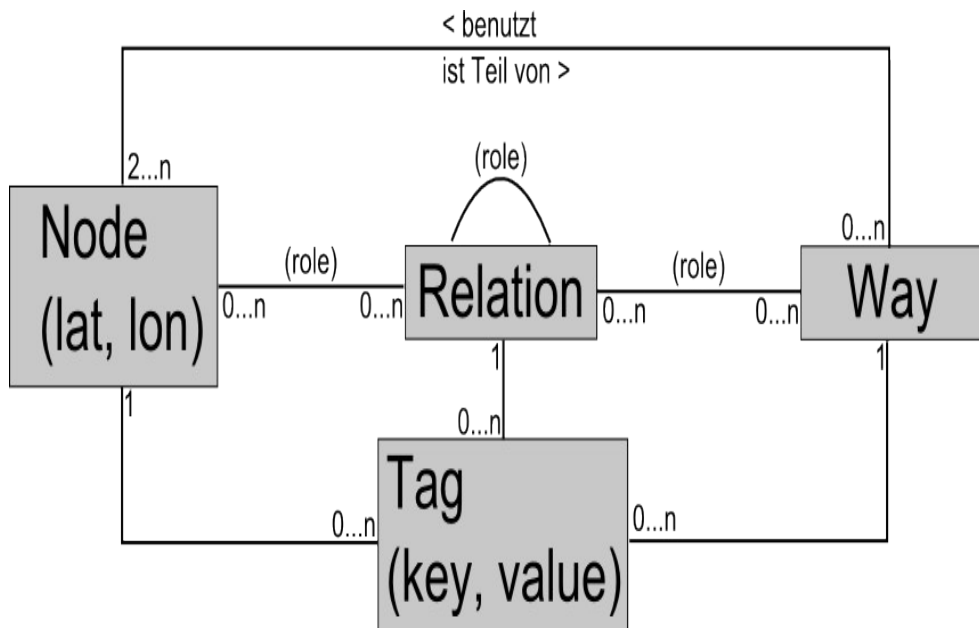 < benutzt
ist Teil von >
2...n
(role)
Node
(lat, lon)
0...n
(role)
(role)
Relation
Way
0...n
0...n
0...n
0...n
1
1
1
0...n
Tag
(key, value)
0...n
0...n